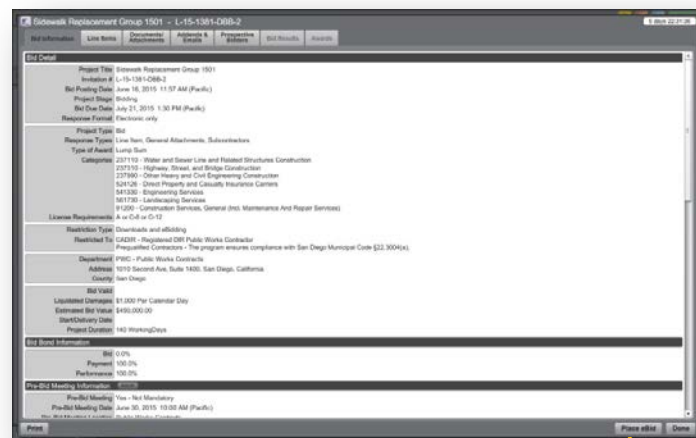 Sidewalk Replacement Group 1501 - L-15-1381-DBB-2
5 days 22:31:26
Bid Information
Line Items
Documents/
Attachments
Addenda &
Emails
Prospective
Bidders
Bid Results
Awards
Bid Detail
Project Title Sidewalk Replacement Group 1501
Invitation # L-15-1381-DBB-2
Bid Posting Date June 16, 2015 11:57 AM (Pacific)
Project Stage Bidding
Bid Due Date July 21, 2015 1:30 PM (Pacific)
Response Format Electronic only
Project Type Bid
Response Types Line Item, General Attachments, Subcontractors
Type of Award Lump Sum
Categories 237110 - Water and Sewer Line and Related Structures Construction
237310 - Highway, Street, and Bridge Construction
237990 - Other Heavy and Civil Engineering Construction
524126 - Direct Property and Casualty Insurance Carriers
541330 - Engineering Services
561730 - Landscaping Services
91200 - Construction Services, General (Incl. Maintenance And Repair Services)
License Requirements A or C-8 or C-12
Restriction Type Downloads and eBidding
Restricted To CADIR - Registered DIR Public Works Contractor
Prequalified Contractors - The program ensures compliance with San Diego Municipal Code §22.3004(a).
Department PWC - Public Works Contracts
Address 1010 Second Ave, Suite 1400, San Diego, California
County San Diego
Bid Valid
Liquidated Damages $1,000 Per Calendar Day
Estimated Bid Value $490,000.00
Start/Delivery Date
Project Duration 140 WorkingDays
Bid Bond Information
Bid 0.0%
Payment 100.0%
Performance 100.0%
Pre-Bid Meeting Information
Pre-Bid Meeting Yes - Not Mandatory
Pre-Bid Meeting Date June 30, 2015 10:00 AM (Pacific)
Print
Place eBid
Done